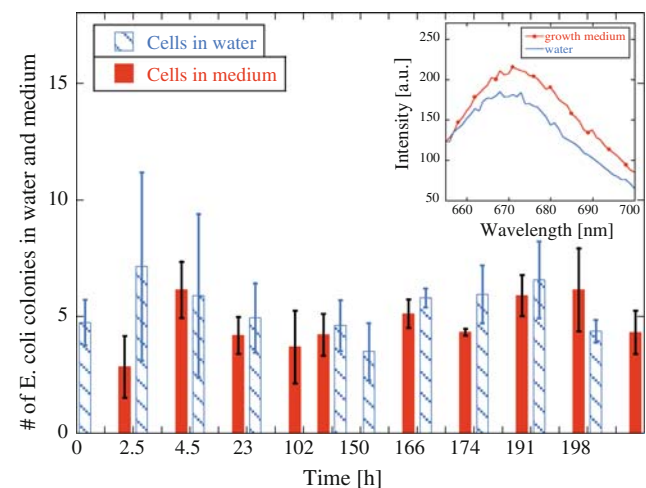 # of E. coli colonies in water and medium
15
10
5
0
Cells in water
Cells in medium
250
200
150
100
50
Intensity [a.u.]
growth medium
water
660 670 680 690 700
Wavelength [nm]
0 2.5 4.5 23 102 150 166 174 191 198
Time [h]